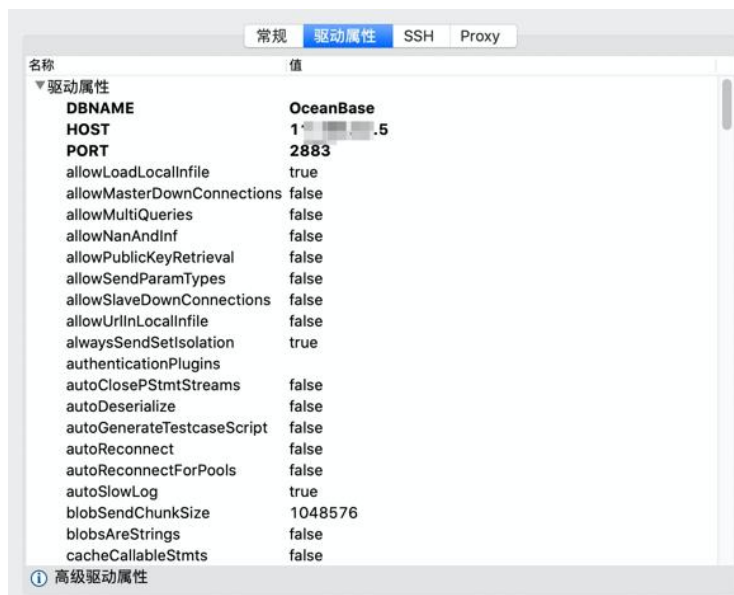 常规 驱动属性 SSH Proxy
名称 值
驱动属性
DBNAME OceanBase
HOST 1 .5
PORT 2883
allowLoadLocalInfile true
allowMasterDownConnections false
allowMultiQueries false
allowNanAndInf false
allowPublicKeyRetrieval false
allowSendParamTypes false
allowSlaveDownConnections false
allowUrlInLocalInfile false
alwaysSendSetIsolation true
authenticationPlugins
autoClosePStmtStreams false
autoDeserialize false
autoGenerateTestcaseScript false
autoReconnect false
autoReconnectForPools false
autoSlowLog true
blobSendChunkSize 1048576
blobsAreStrings false
cacheCallableStmts false
高级驱动属性